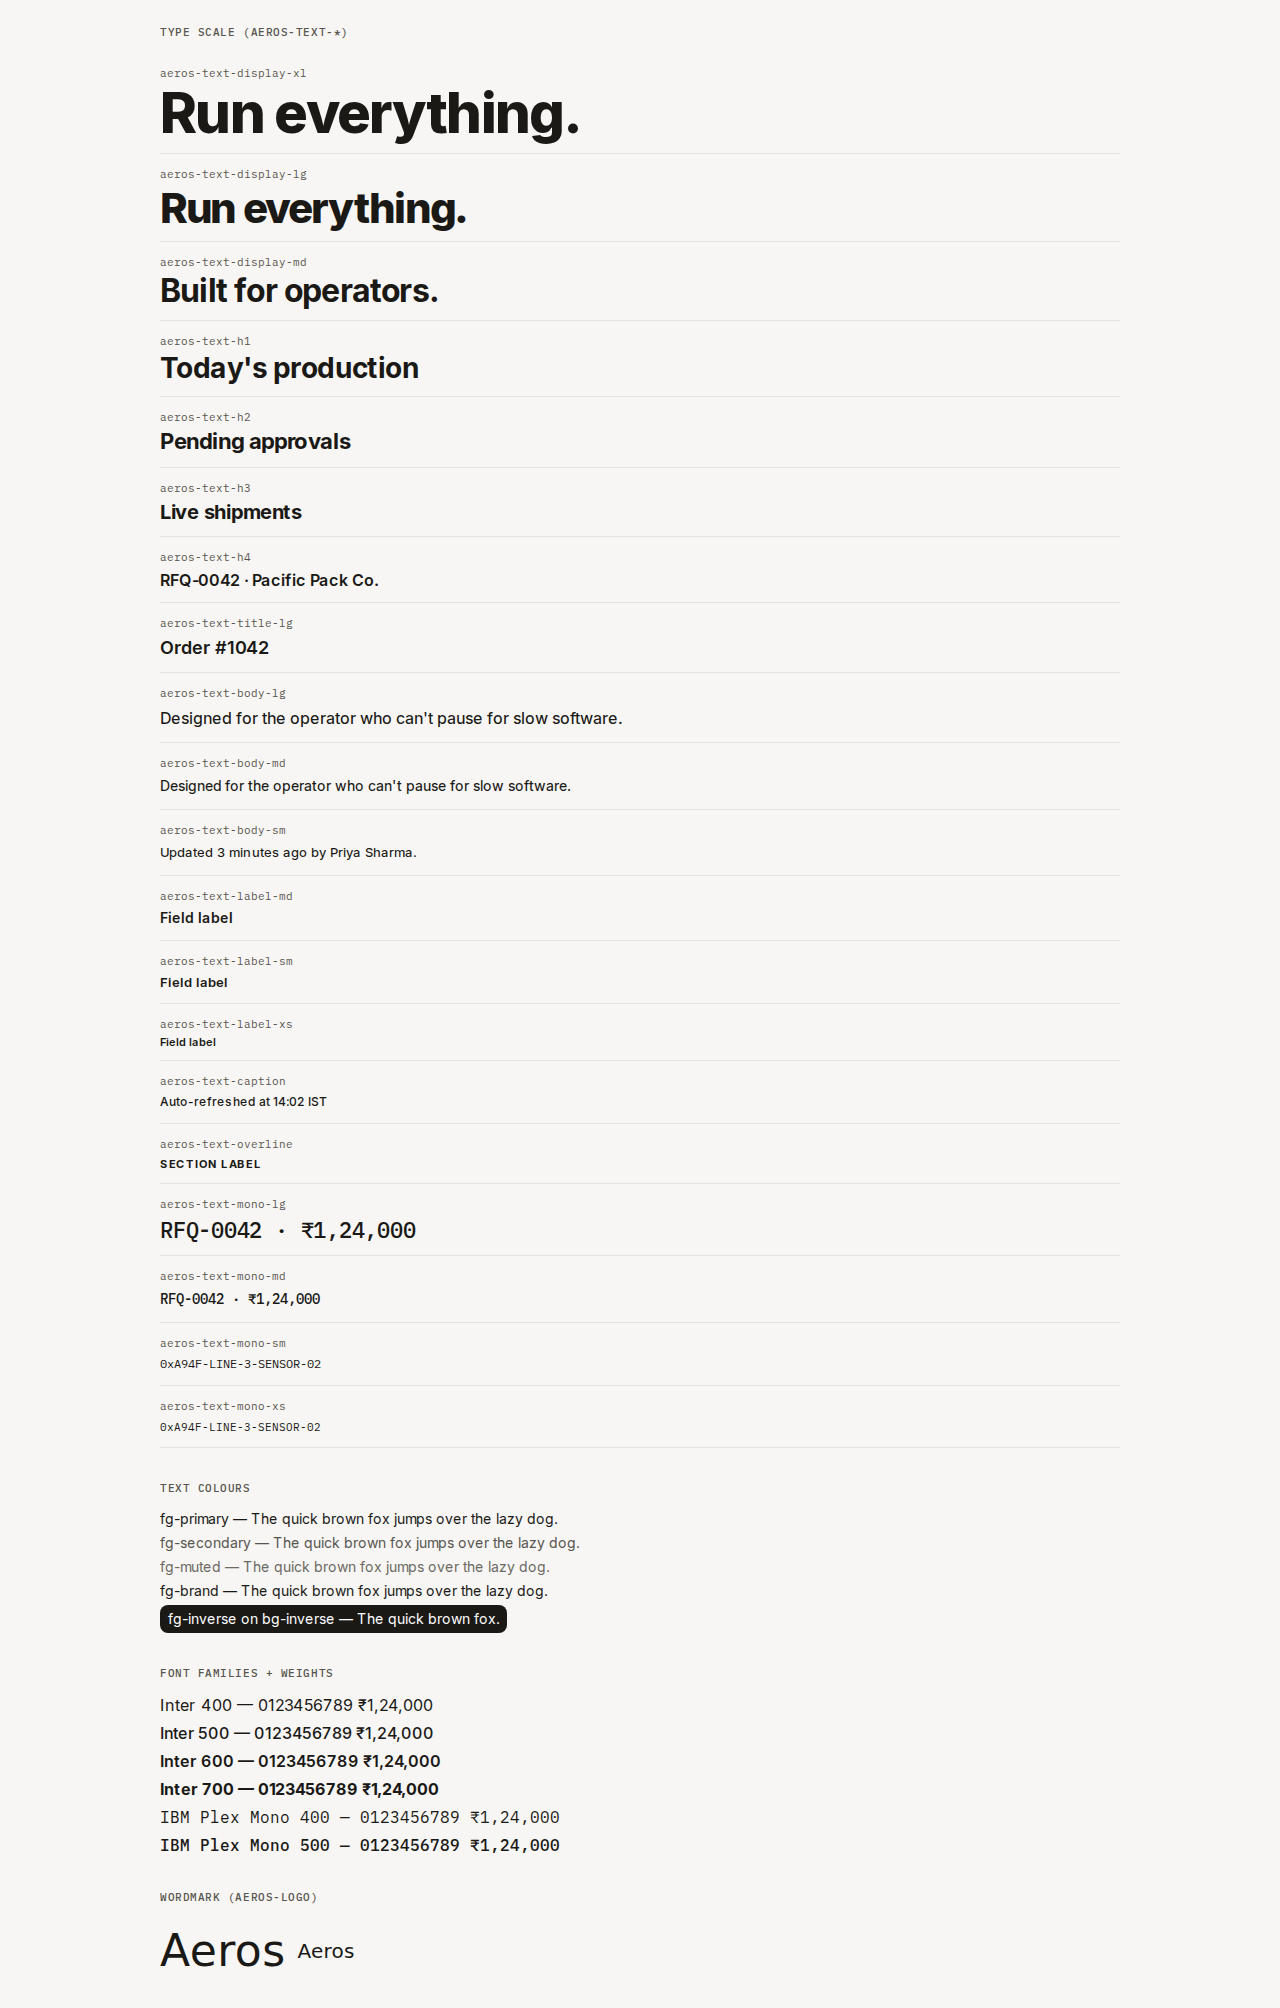 TYPE SCALE (AEROS-TEXT-*)
aeros-text-display-xl
Run everything.
aeros-text-display-lg
Run everything.
aeros-text-display-md
Built for operators.
aeros-text-h1
Today's production
aeros-text-h2
Pending approvals
aeros-text-h3
Live shipments
aeros-text-h4
RFQ-0042 · Pacific Pack Co.
aeros-text-title-lg
Order #1042
aeros-text-body-lg
Designed for the operator who can't pause for slow software.
aeros-text-body-md
Designed for the operator who can't pause for slow software.
aeros-text-body-sm
Updated 3 minutes ago by Priya Sharma.
aeros-text-label-md
Field label
aeros-text-label-sm
Field label
aeros-text-label-xs
Field label
aeros-text-caption
Auto-refreshed at 14:02 IST
aeros-text-overline
SECTION LABEL
aeros-text-mono-lg
RFQ-0042 · ₹1,24,000
aeros-text-mono-md
RFQ-0042 · ₹1,24,000
aeros-text-mono-sm
0xA94F-LINE-3-SENSOR-02
aeros-text-mono-xs
0xA94F-LINE-3-SENSOR-02
TEXT COLOURS
fg-primary — The quick brown fox jumps over the lazy dog.
fg-secondary — The quick brown fox jumps over the lazy dog.
fg-muted — The quick brown fox jumps over the lazy dog.
fg-brand — The quick brown fox jumps over the lazy dog.
fg-inverse on bg-inverse — The quick brown fox.
FONT FAMILIES + WEIGHTS
Inter 400 — 0123456789 ₹1,24,000
Inter 500 — 0123456789 ₹1,24,000
Inter 600 — 0123456789 ₹1,24,000
Inter 700 — 0123456789 ₹1,24,000
IBM Plex Mono 400 — 0123456789 ₹1,24,000
IBM Plex Mono 500 — 0123456789 ₹1,24,000
WORDMARK (AEROS-LOGO)
Aeros Aeros